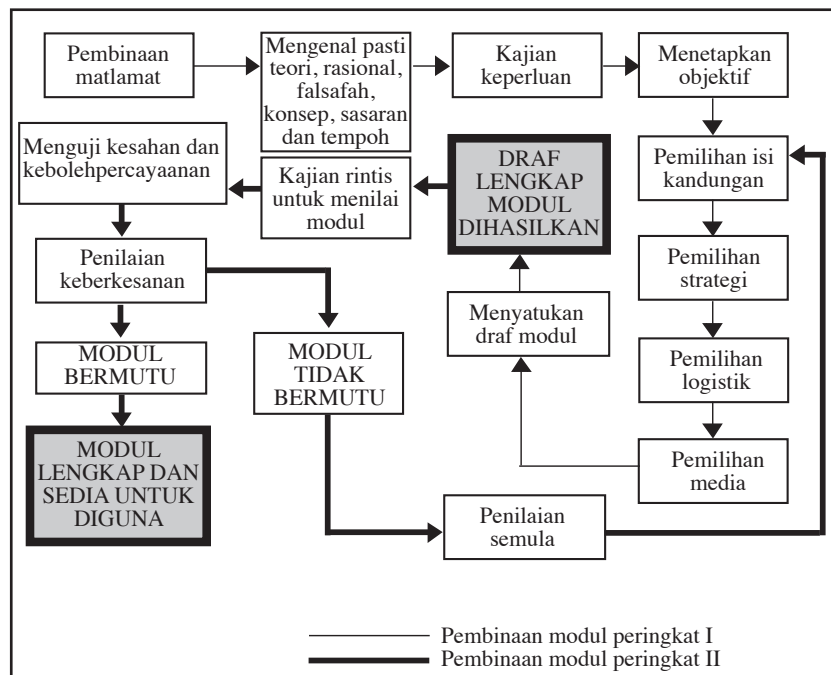 Pembinaan
matlamat
Mengenal pasti
teori, rasional,
falsafah,
konsep, sasaran
dan tempoh
Kajian
keperluan
Menetapkan
objektif
Menguji kesahan dan
kebolehpercayaanan
Kajian rintis
untuk menilai
modul
DRAF
LENGKAP
MODUL
DIHASILKAN
Pemilihan isi
kandungan
Penilaian
keberkesanan
Pemilihan
strategi
Menyatukan
draf modul
MODUL
BERMUTU
MODUL
TIDAK
BERMUTU
Pemilihan
logistik
MODUL
LENGKAP DAN
SEDIA UNTUK
DIGUNA
Pemilihan
media
Penilaian
semula
Pembinaan modul peringkat I
Pembinaan modul peringkat II